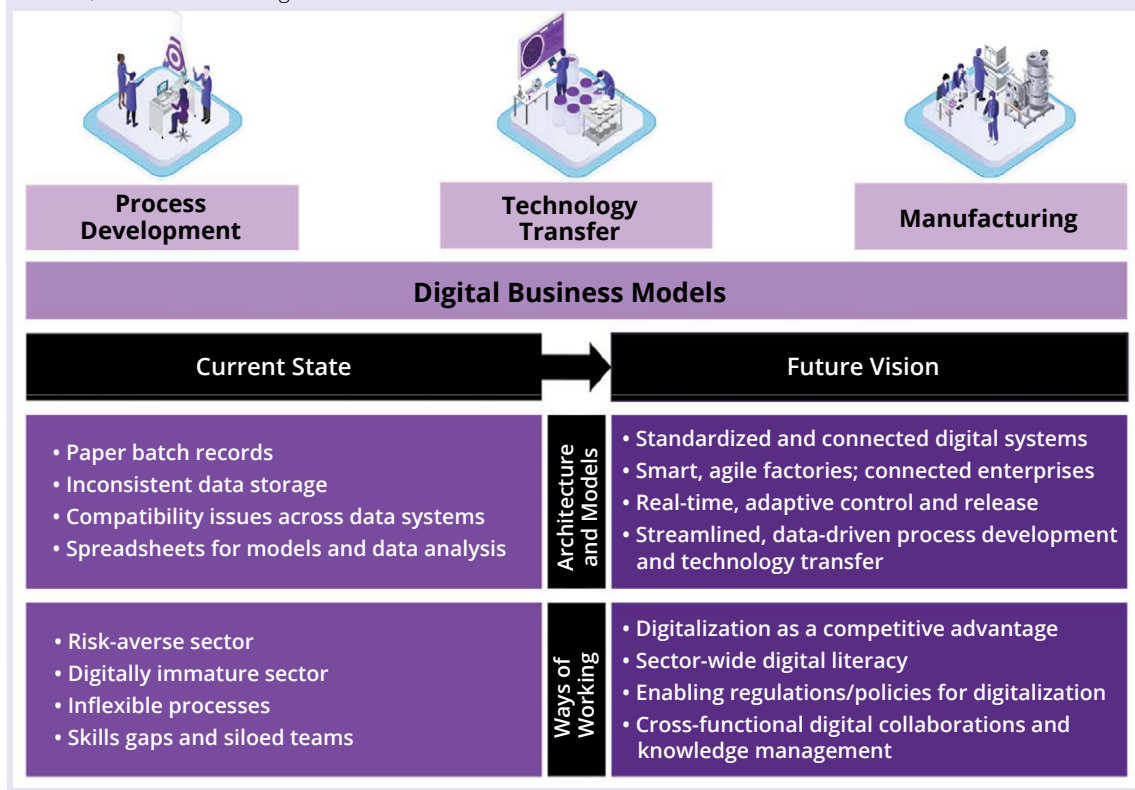 Process
Development
Technology
Transfer
Manufacturing
Digital Business Models
Current State
Future Vision
• Paper batch records
• Inconsistent data storage
• Compatibility issues across data systems
• Spreadsheets for models and data analysis
Architecture
and Models
• Standardized and connected digital systems
• Smart, agile factories; connected enterprises
• Real-time, adaptive control and release
• Streamlined, data-driven process development
and technology transfer
• Risk-averse sector
• Digitally immature sector
• Inflexible processes
• Skills gaps and siloed teams
Ways of
Working
• Digitalization as a competitive advantage
• Sector-wide digital literacy
• Enabling regulations/policies for digitalization
• Cross-functional digital collaborations and
knowledge management